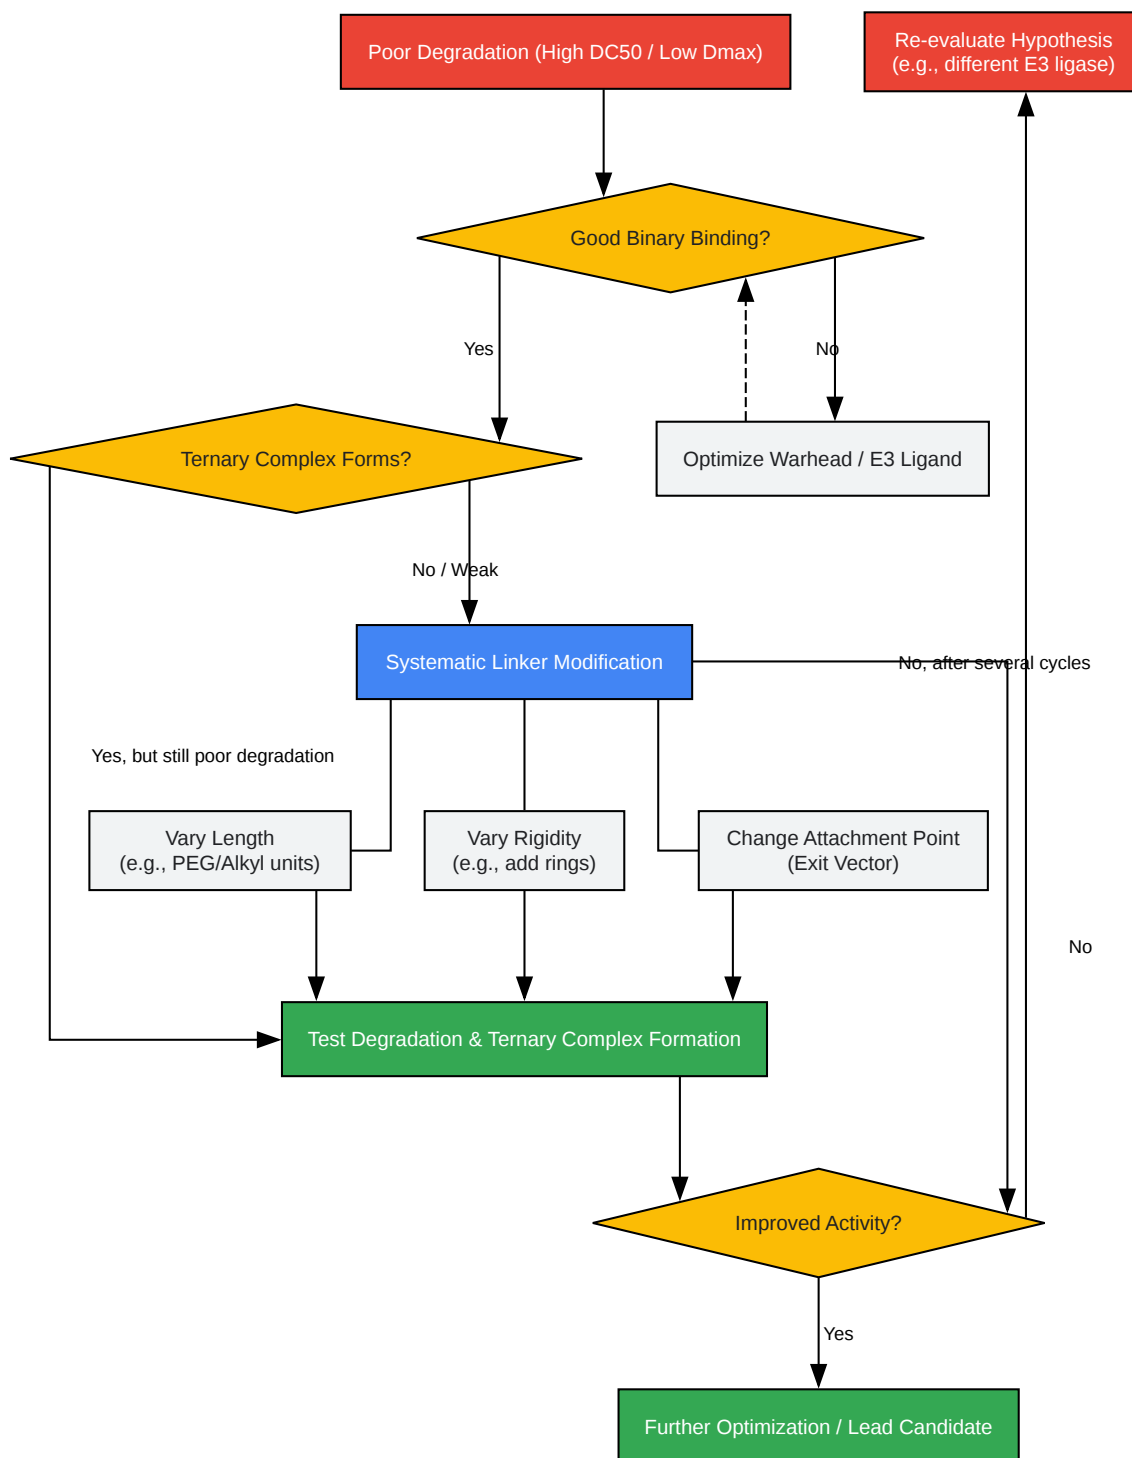 Poor Degradation (High DC50 / Low Dmax)
Re-evaluate Hypothesis
(e.g., different E3 ligase)
Good Binary Binding?
Yes
No
Ternary Complex Forms?
Optimize Warhead / E3 Ligand
No / Weak
Systematic Linker Modification
No, after several cycles
Yes, but still poor degradation
Vary Length
(e.g., PEG/Alkyl units)
Vary Rigidity
(e.g., add rings)
Change Attachment Point
(Exit Vector)
No
Test Degradation & Ternary Complex Formation
Improved Activity?
Yes
Further Optimization / Lead Candidate